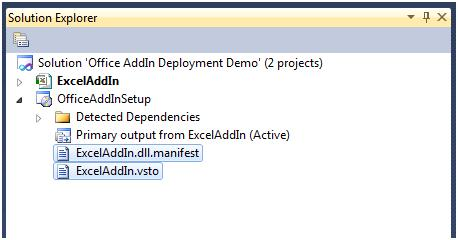 Solution Explorer
Solution 'Office AddIn Deployment Demo' (2 projects)
ExcelAddIn
OfficeAddInSetup
Detected Dependencies
Primary output from ExcelAddIn (Active)
ExcelAddIn.dll.manifest
ExcelAddIn.vsto